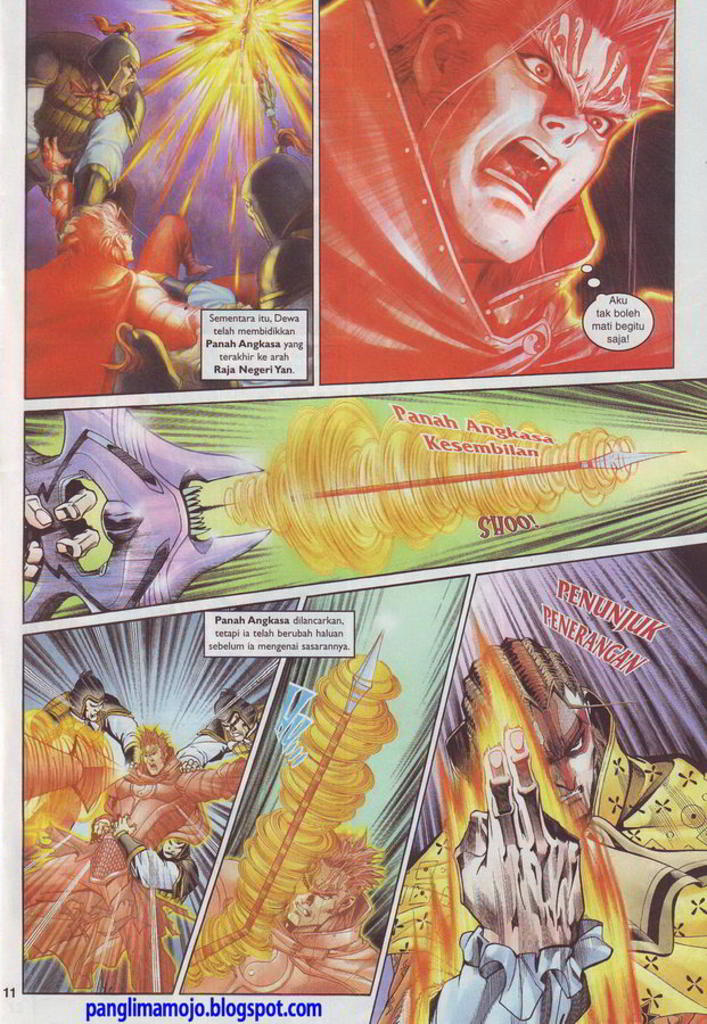 Sementara itu, Dewa
telah membidikkan
Panah Angkasa yang
terakhir ke arah
Raja Negeri Yan.
Aku
tak boleh
mati begitu
saja!
Panah Angkasa
Kesembilan
SHOO!
Panah Angkasa dilancarkan,
tetapi ia telah berubah haluan
sebelum ia mengenai sasarannya.
PENUNJUK
PENERANGAN
11
panglimamojo.blogspot.com